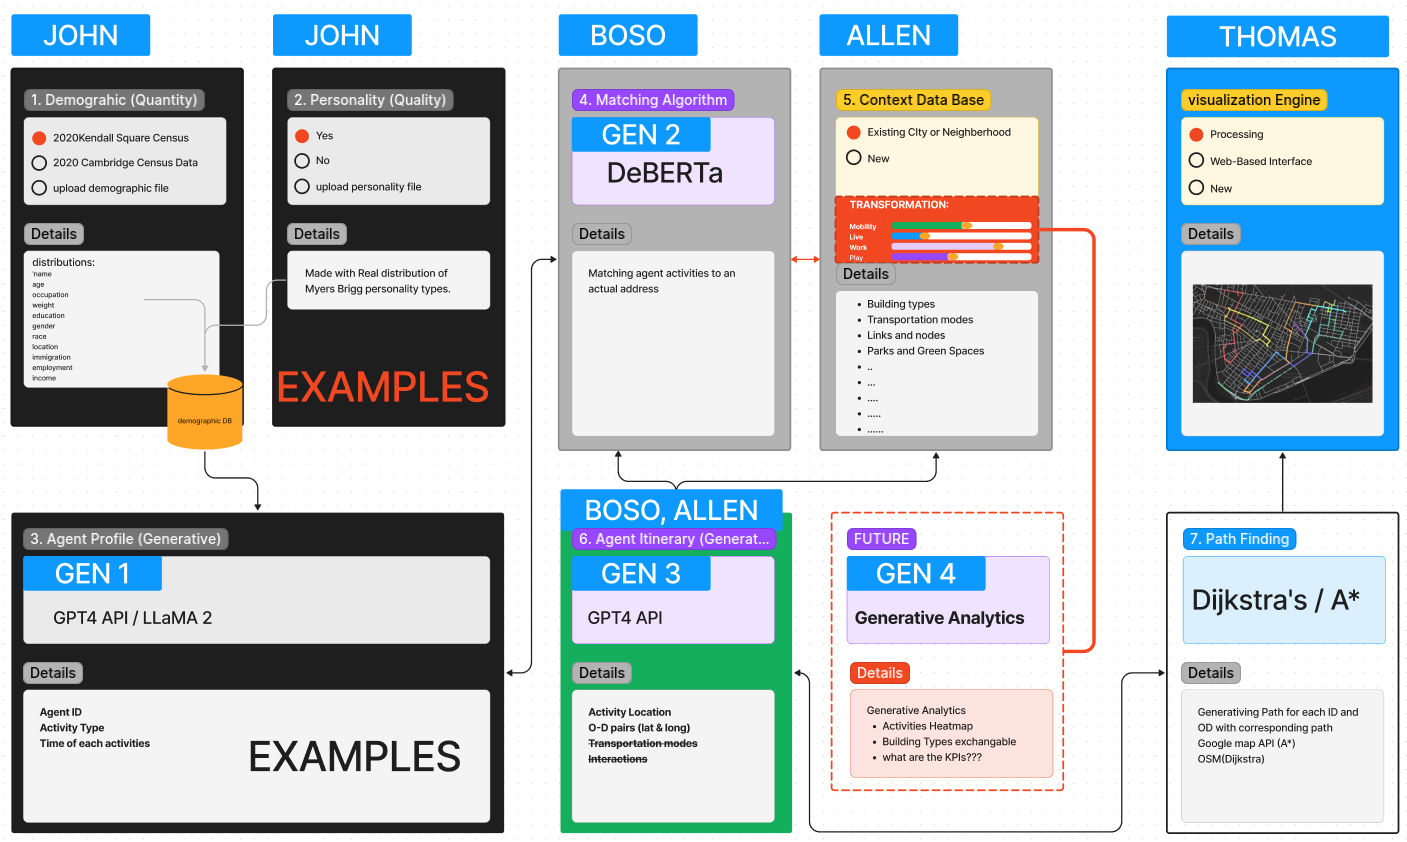 JOHN
1. Demograhic (Quantity)
2020Kendall Square Census
2020 Cambridge Census Data
upload demographic file
Details
distributions:
'name
age
occupation
weight
education
gender
race
location
immigration
employment
income
demographic DB
JOHN
2. Personality (Quality)
Yes
No
upload personality file
Details
Made with Real distribution of
Myers Brigg personality types.
EXAMPLES
BOSO
4. Matching Algorithm
GEN 2
DeBERTa
Details
Matching agent activities to an
actual address
ALLEN
5. Context Data Base
Existing CIty or Neighberhood
New
TRANSFORMATION:
Mobility
Live
Work
Play
Details
• Building types
• Transportation modes
• Links and nodes
• Parks and Green Spaces
• ..
• ...
• ....
• .....
• ......
THOMAS
visualization Engine
Processing
Web-Based Interface
New
Details
3. Agent Profile (Generative)
GEN 1
GPT4 API / LLaMA 2
Details
Agent ID
Activity Type
Time of each activities
EXAMPLES
BOSO, ALLEN
6. Agent Itinerary (Generat...
GEN 3
GPT4 API
Details
Activity Location
O-D pairs (lat & long)
Transportation modes
Interactions
FUTURE
GEN 4
Generative Analytics
Details
Generative Analytics
• Activities Heatmap
• Building Types exchangable
• what are the KPIs???
7. Path Finding
Dijkstra's / A*
Details
Generativing Path for each ID and
OD with corresponding path
Google map API (A*)
OSM(Dijkstra)